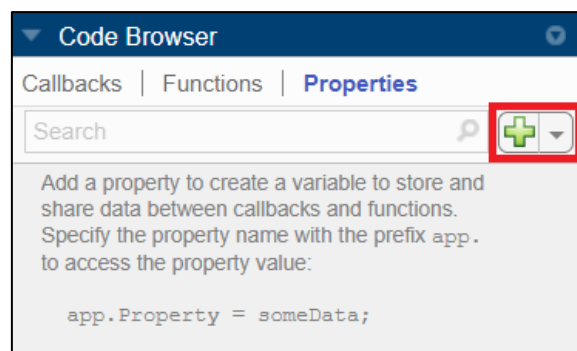 Code Browser
Callbacks | Functions | Properties
Search
Add a property to create a variable to store and
share data between callbacks and functions.
Specify the property name with the prefix app.
to access the property value:
app.Property = someData;